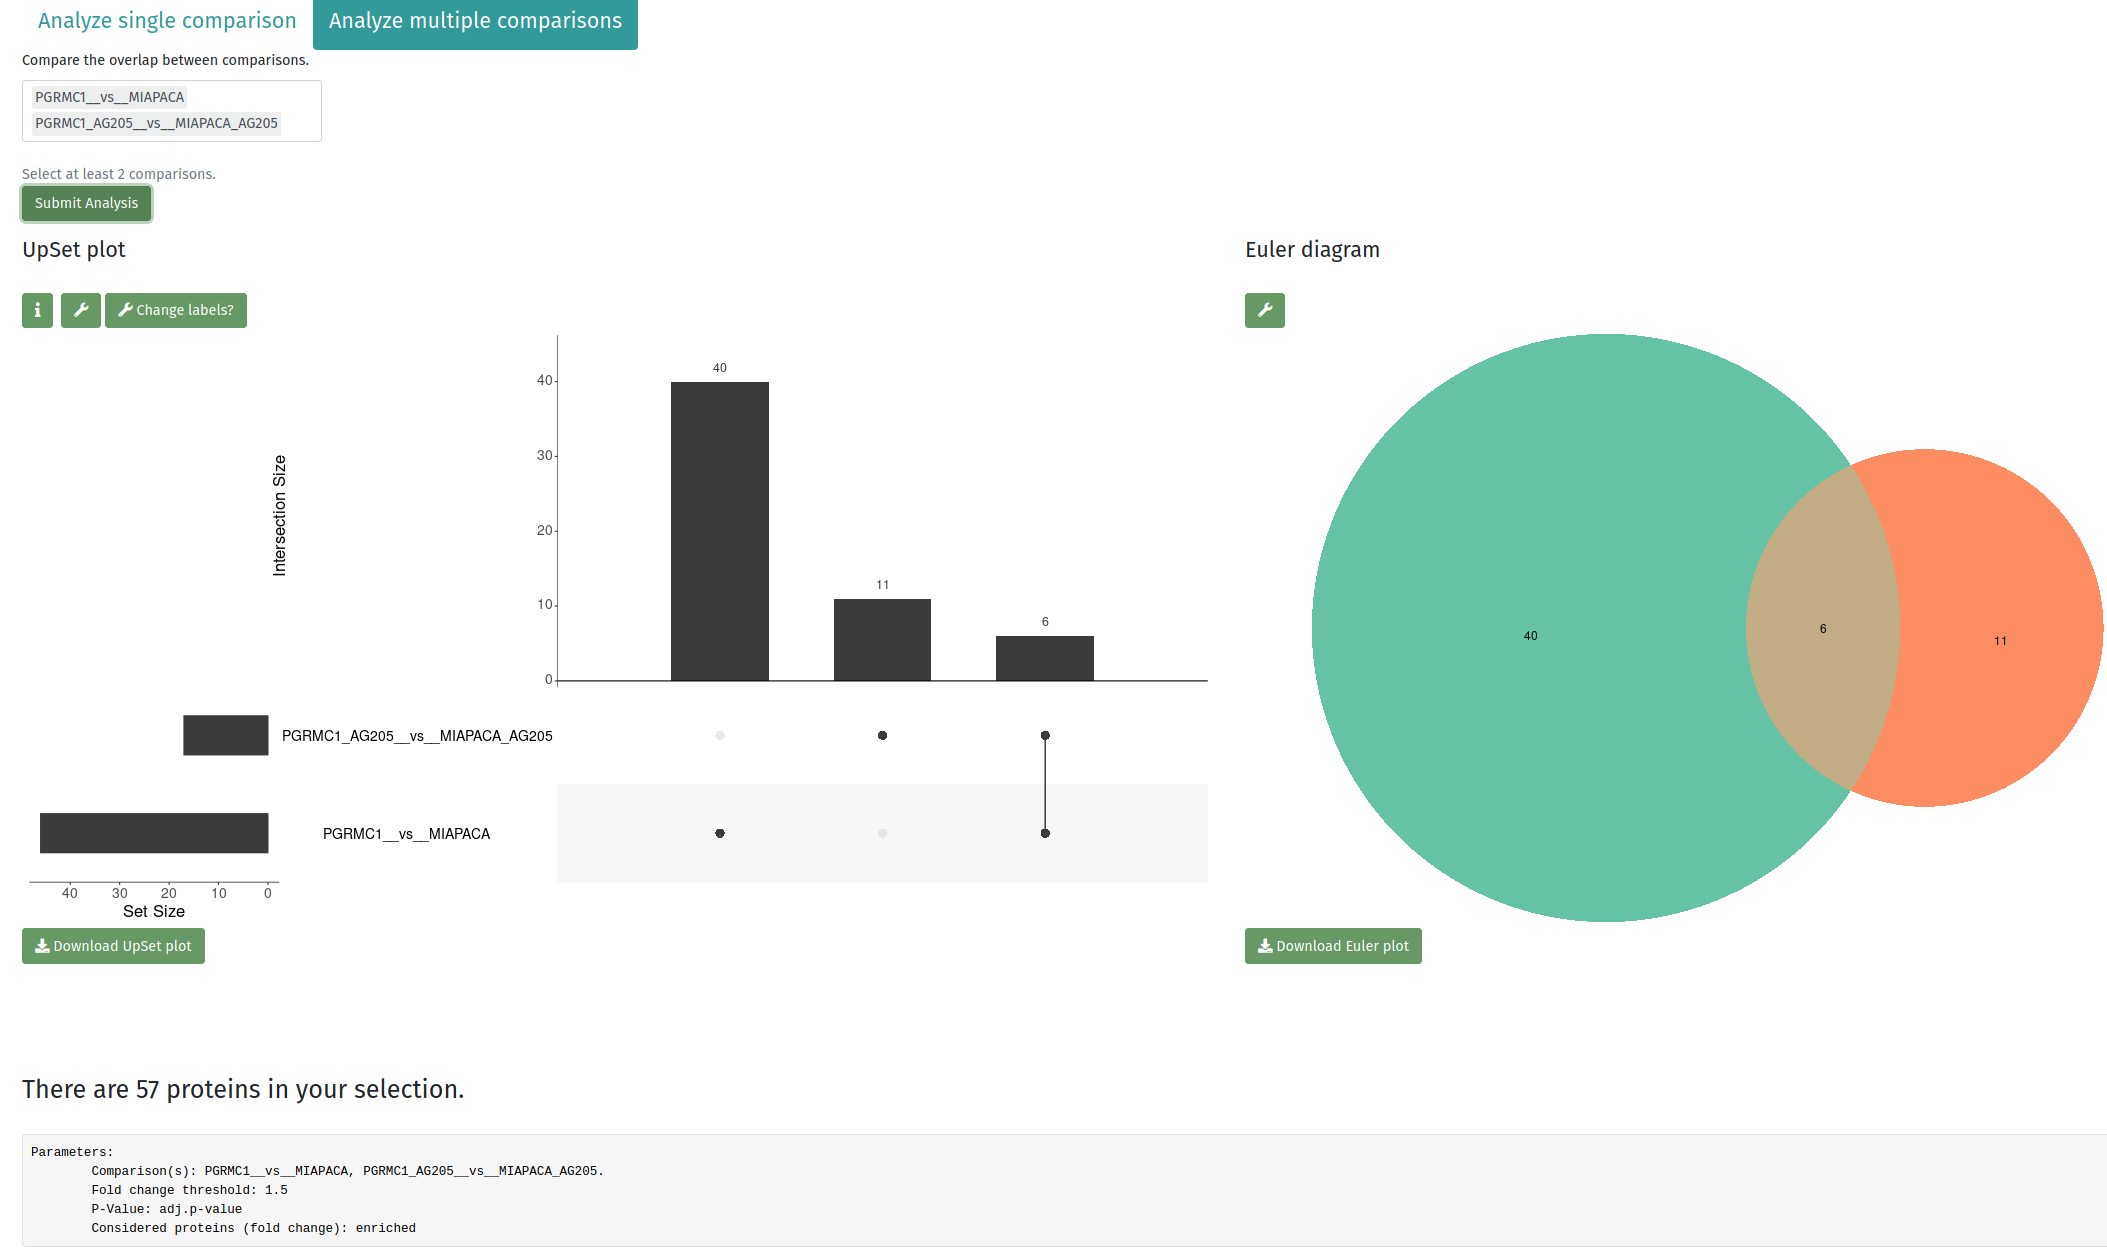 Analyze single comparison
Analyze multiple comparisons
Compare the overlap between comparisons.
PGRMC1__vs__MIAPACA
PGRMC1_AG205__vs__MIAPACA_AG205
Select at least 2 comparisons.
Submit Analysis
UpSet plot
Change labels?
Intersection Size
40
30
20
10
0
40
11
6
PGRMC1_AG205__vs__MIAPACA_AG205
PGRMC1__vs__MIAPACA
40 30 20 10 0
Set Size
Download UpSet plot
Euler diagram
40
6
11
Download Euler plot
There are 57 proteins in your selection.
Parameters:
Comparison(s): PGRMC1__vs__MIAPACA, PGRMC1_AG205__vs__MIAPACA_AG205.
Fold change threshold: 1.5
P-Value: adj.p-value
Considered proteins (fold change): enriched